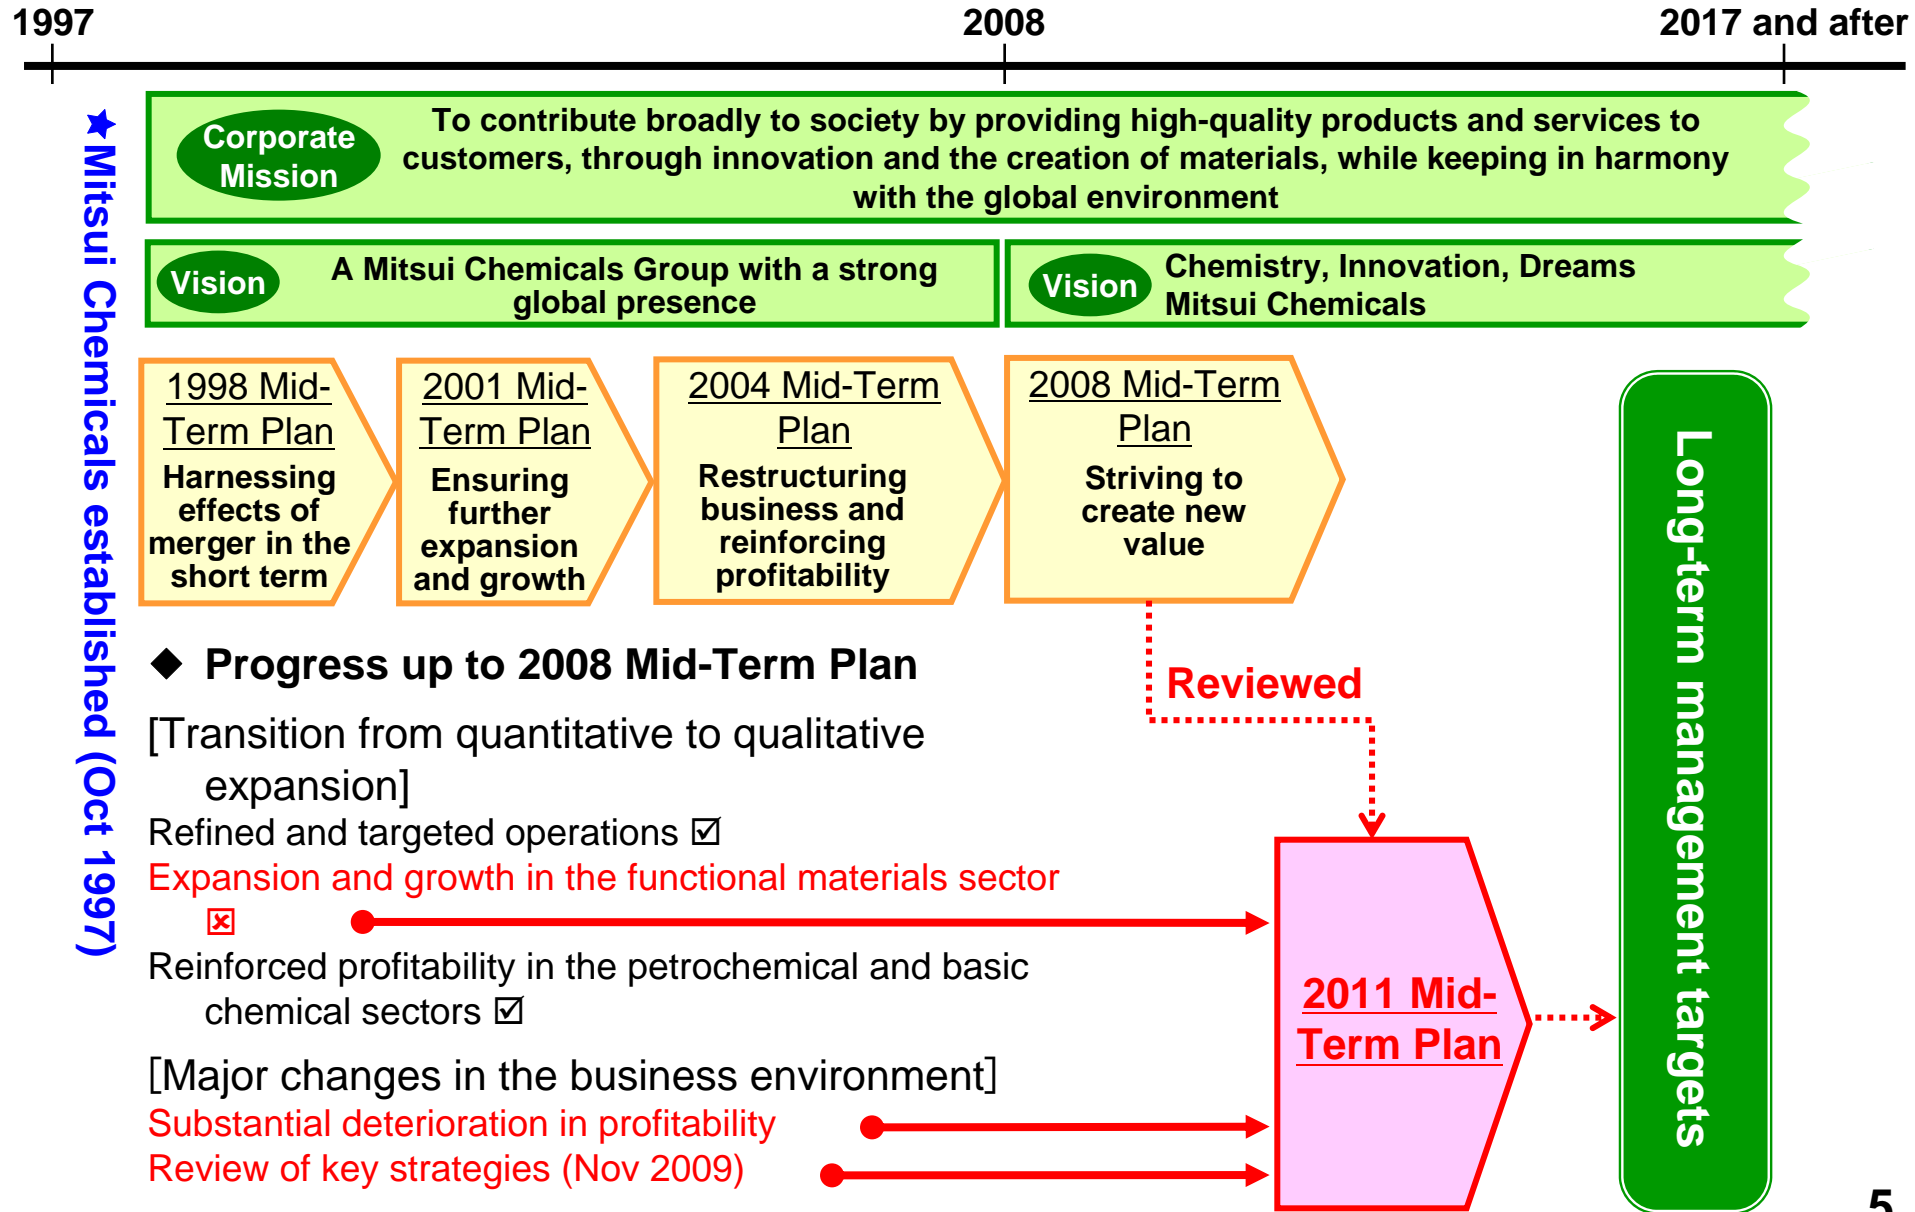 1997
2008
2017 and after
★Mitsui Chemicals established (Oct 1997)
Corporate
Mission
To contribute broadly to society by providing high-quality products and services to
customers, through innovation and the creation of materials, while keeping in harmony
with the global environment
Vision
A Mitsui Chemicals Group with a strong
global presence
Vision
Chemistry, Innovation, Dreams
Mitsui Chemicals
1998 Mid-
Term Plan
Harnessing
effects of
merger in the
short term
2001 Mid-
Term Plan
Ensuring
further
expansion
and growth
2004 Mid-Term
Plan
Restructuring
business and
reinforcing
profitability
2008 Mid-Term
Plan
Striving to
create new
value
◆ Progress up to 2008 Mid-Term Plan
Reviewed
[Transition from quantitative to qualitative
expansion]
Refined and targeted operations ☑
Expansion and growth in the functional materials sector
☒
Reinforced profitability in the petrochemical and basic
chemical sectors ☑
[Major changes in the business environment]
Substantial deterioration in profitability
Review of key strategies (Nov 2009)
2011 Mid-
Term Plan
Long-term management targets
5